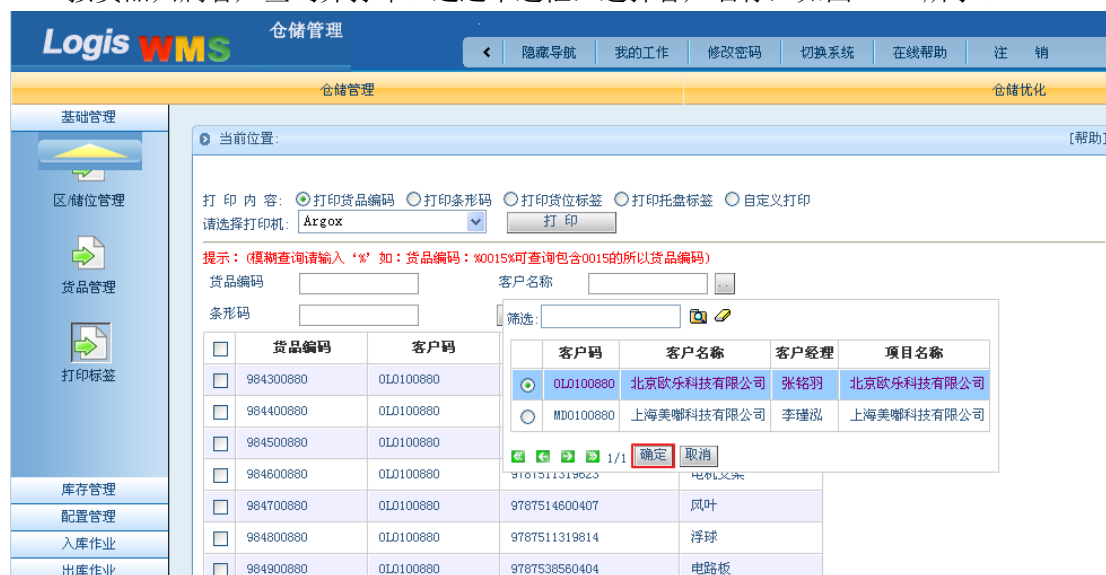 Logis WMS
仓储管理
隐藏导航 我的工作 修改密码 切换系统 在线帮助 注 销
仓储管理 仓储优化
基础管理
当前位置: [帮助]
区/储位管理
打 印 内 容: 打印货品编码 打印条形码 打印货位标签 打印托盘标签 自定义打印
请选择打印机: Argox 打 印
提示: (模糊查询请输入 ‘%’ 如: 货品编码: %0015%可查询包含0015的所以货品编码)
货品管理
货品编码 客户名称 ..
条形码
筛选:
货品编码 客户码
客户码 客户名称 客户经理 项目名称
打印标签
984300880 OL0100880
OL0100880 北京欧乐科技有限公司 张铭羽 北京欧乐科技有限公司
984400880 OL0100880
MD0100880 上海美嘟科技有限公司 李瑾泓 上海美嘟科技有限公司
984500880 OL0100880
1/1 确定 取消
984600880 OL0100880 9787511319623 电机支架
库存管理
984700880 OL0100880 9787514600407 风叶
配置管理
984800880 OL0100880 9787511319814 浮球
入库作业
984900880 OL0100880 9787538560404 电路板
出库作业